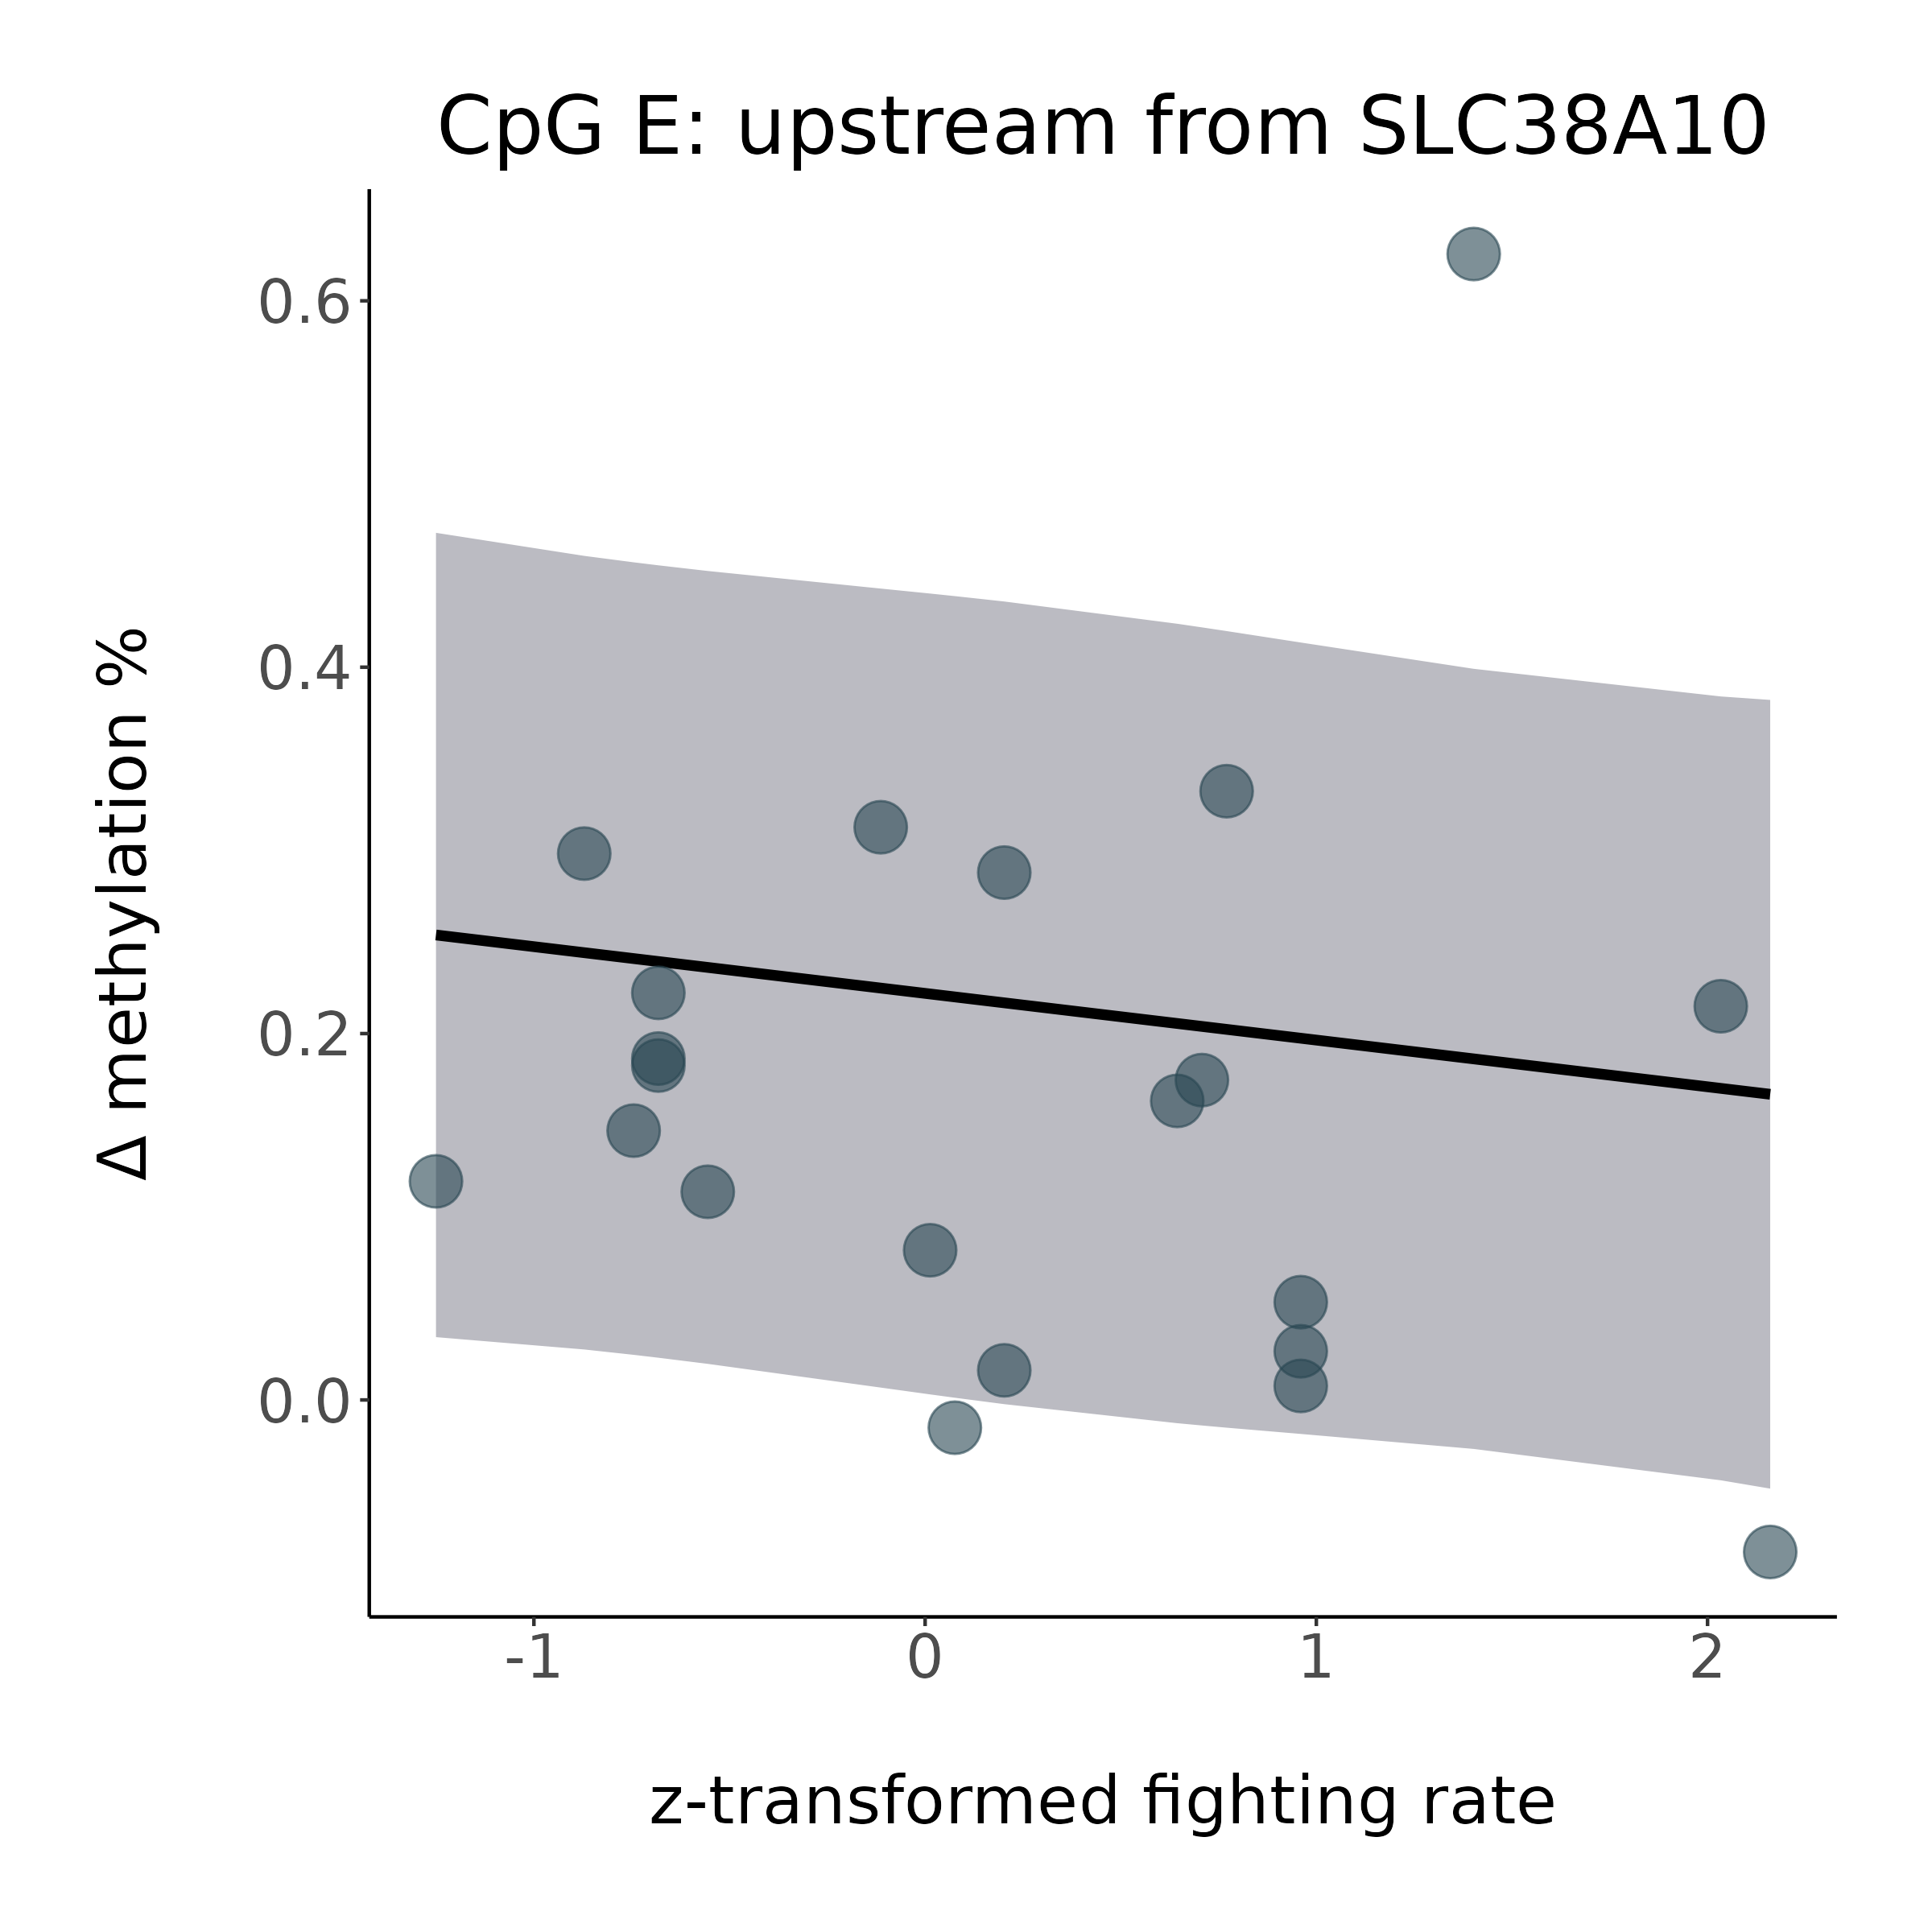 CpG E: upstream from SLC38A10
Δ methylation %
0.6
0.4
0.2
0.0
-1 0 1 2
z-transformed fighting rate